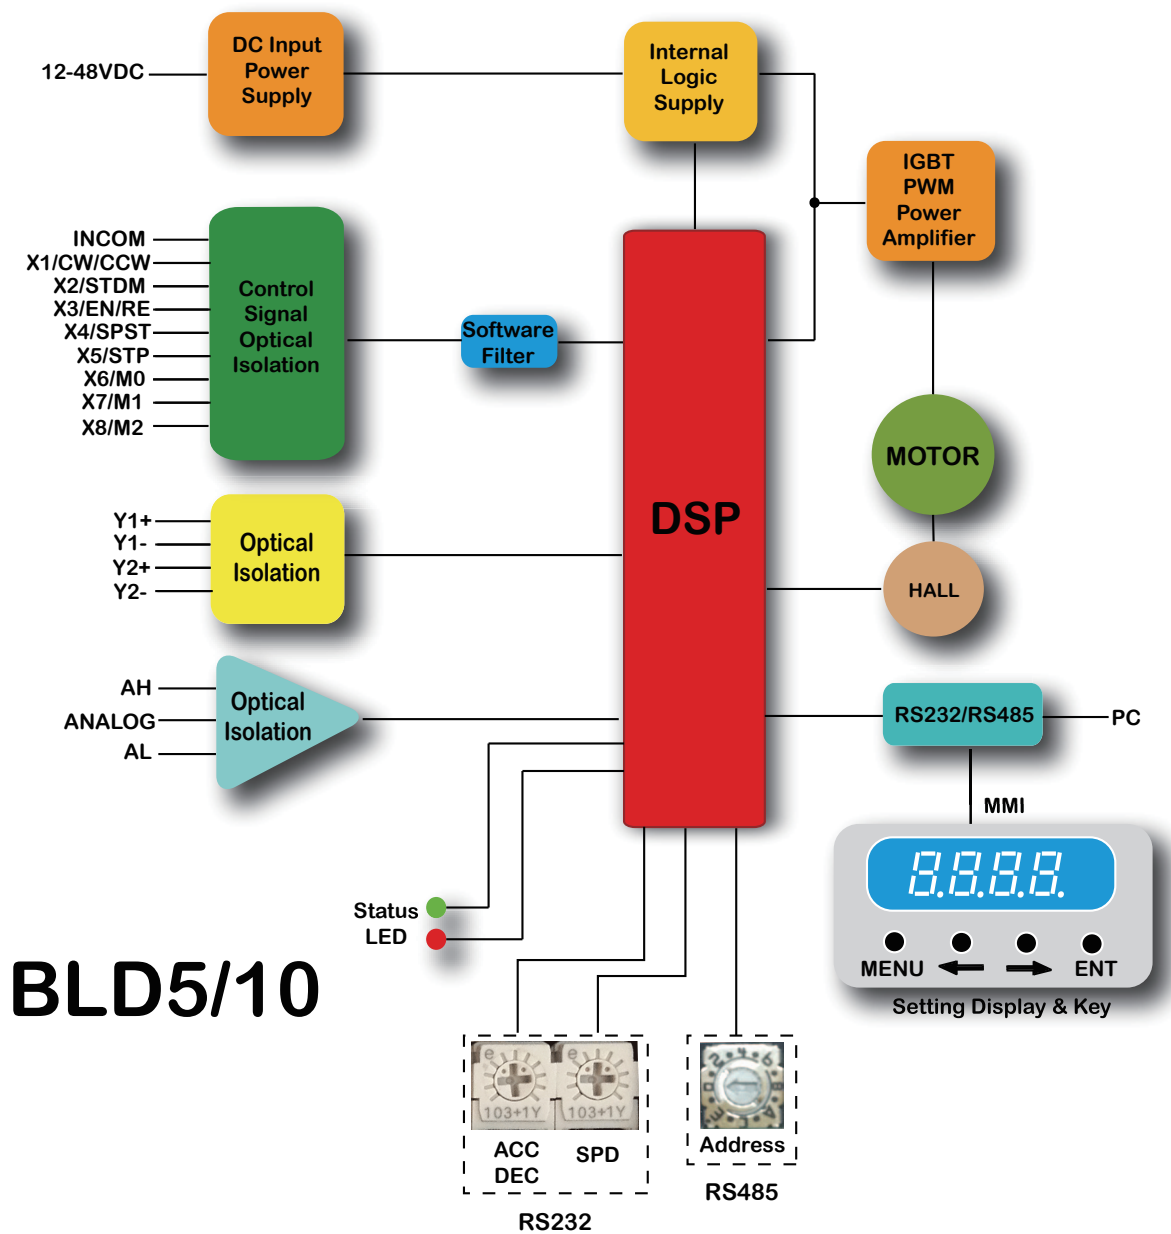 12-48VDC
DC Input
Power
Supply
Internal
Logic
Supply
IGBT
PWM
Power
Amplifier
INCOM
X1/CW/CCW
X2/STDM
X3/EN/RE
X4/SPST
X5/STP
X6/M0
X7/M1
X8/M2
Control
Signal
Optical
Isolation
Software
Filter
DSP
MOTOR
HALL
Y1+
Y1-
Y2+
Y2-
Optical
Isolation
AH
ANALOG
AL
Optical
Isolation
RS232/RS485
PC
MMI
8.8.8.8.
MENU
ENT
Setting Display & Key
Status
LED
BLD5/10
e
103+1Y
e
103+1Y
ACC
DEC
SPD
RS232
Address
RS485